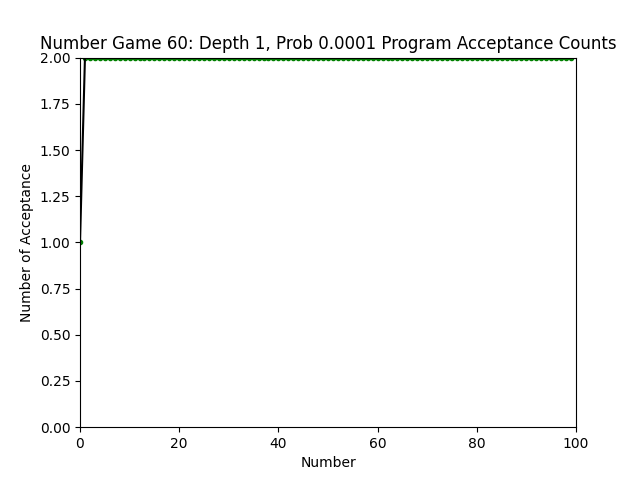 Number Game 60: Depth 1, Prob 0.0001 Program Acceptance Counts
2.00
1.75
1.50
1.25
1.00
0.75
0.50
0.25
0.00
Number of Acceptance
0 20 40 60 80 100
Number